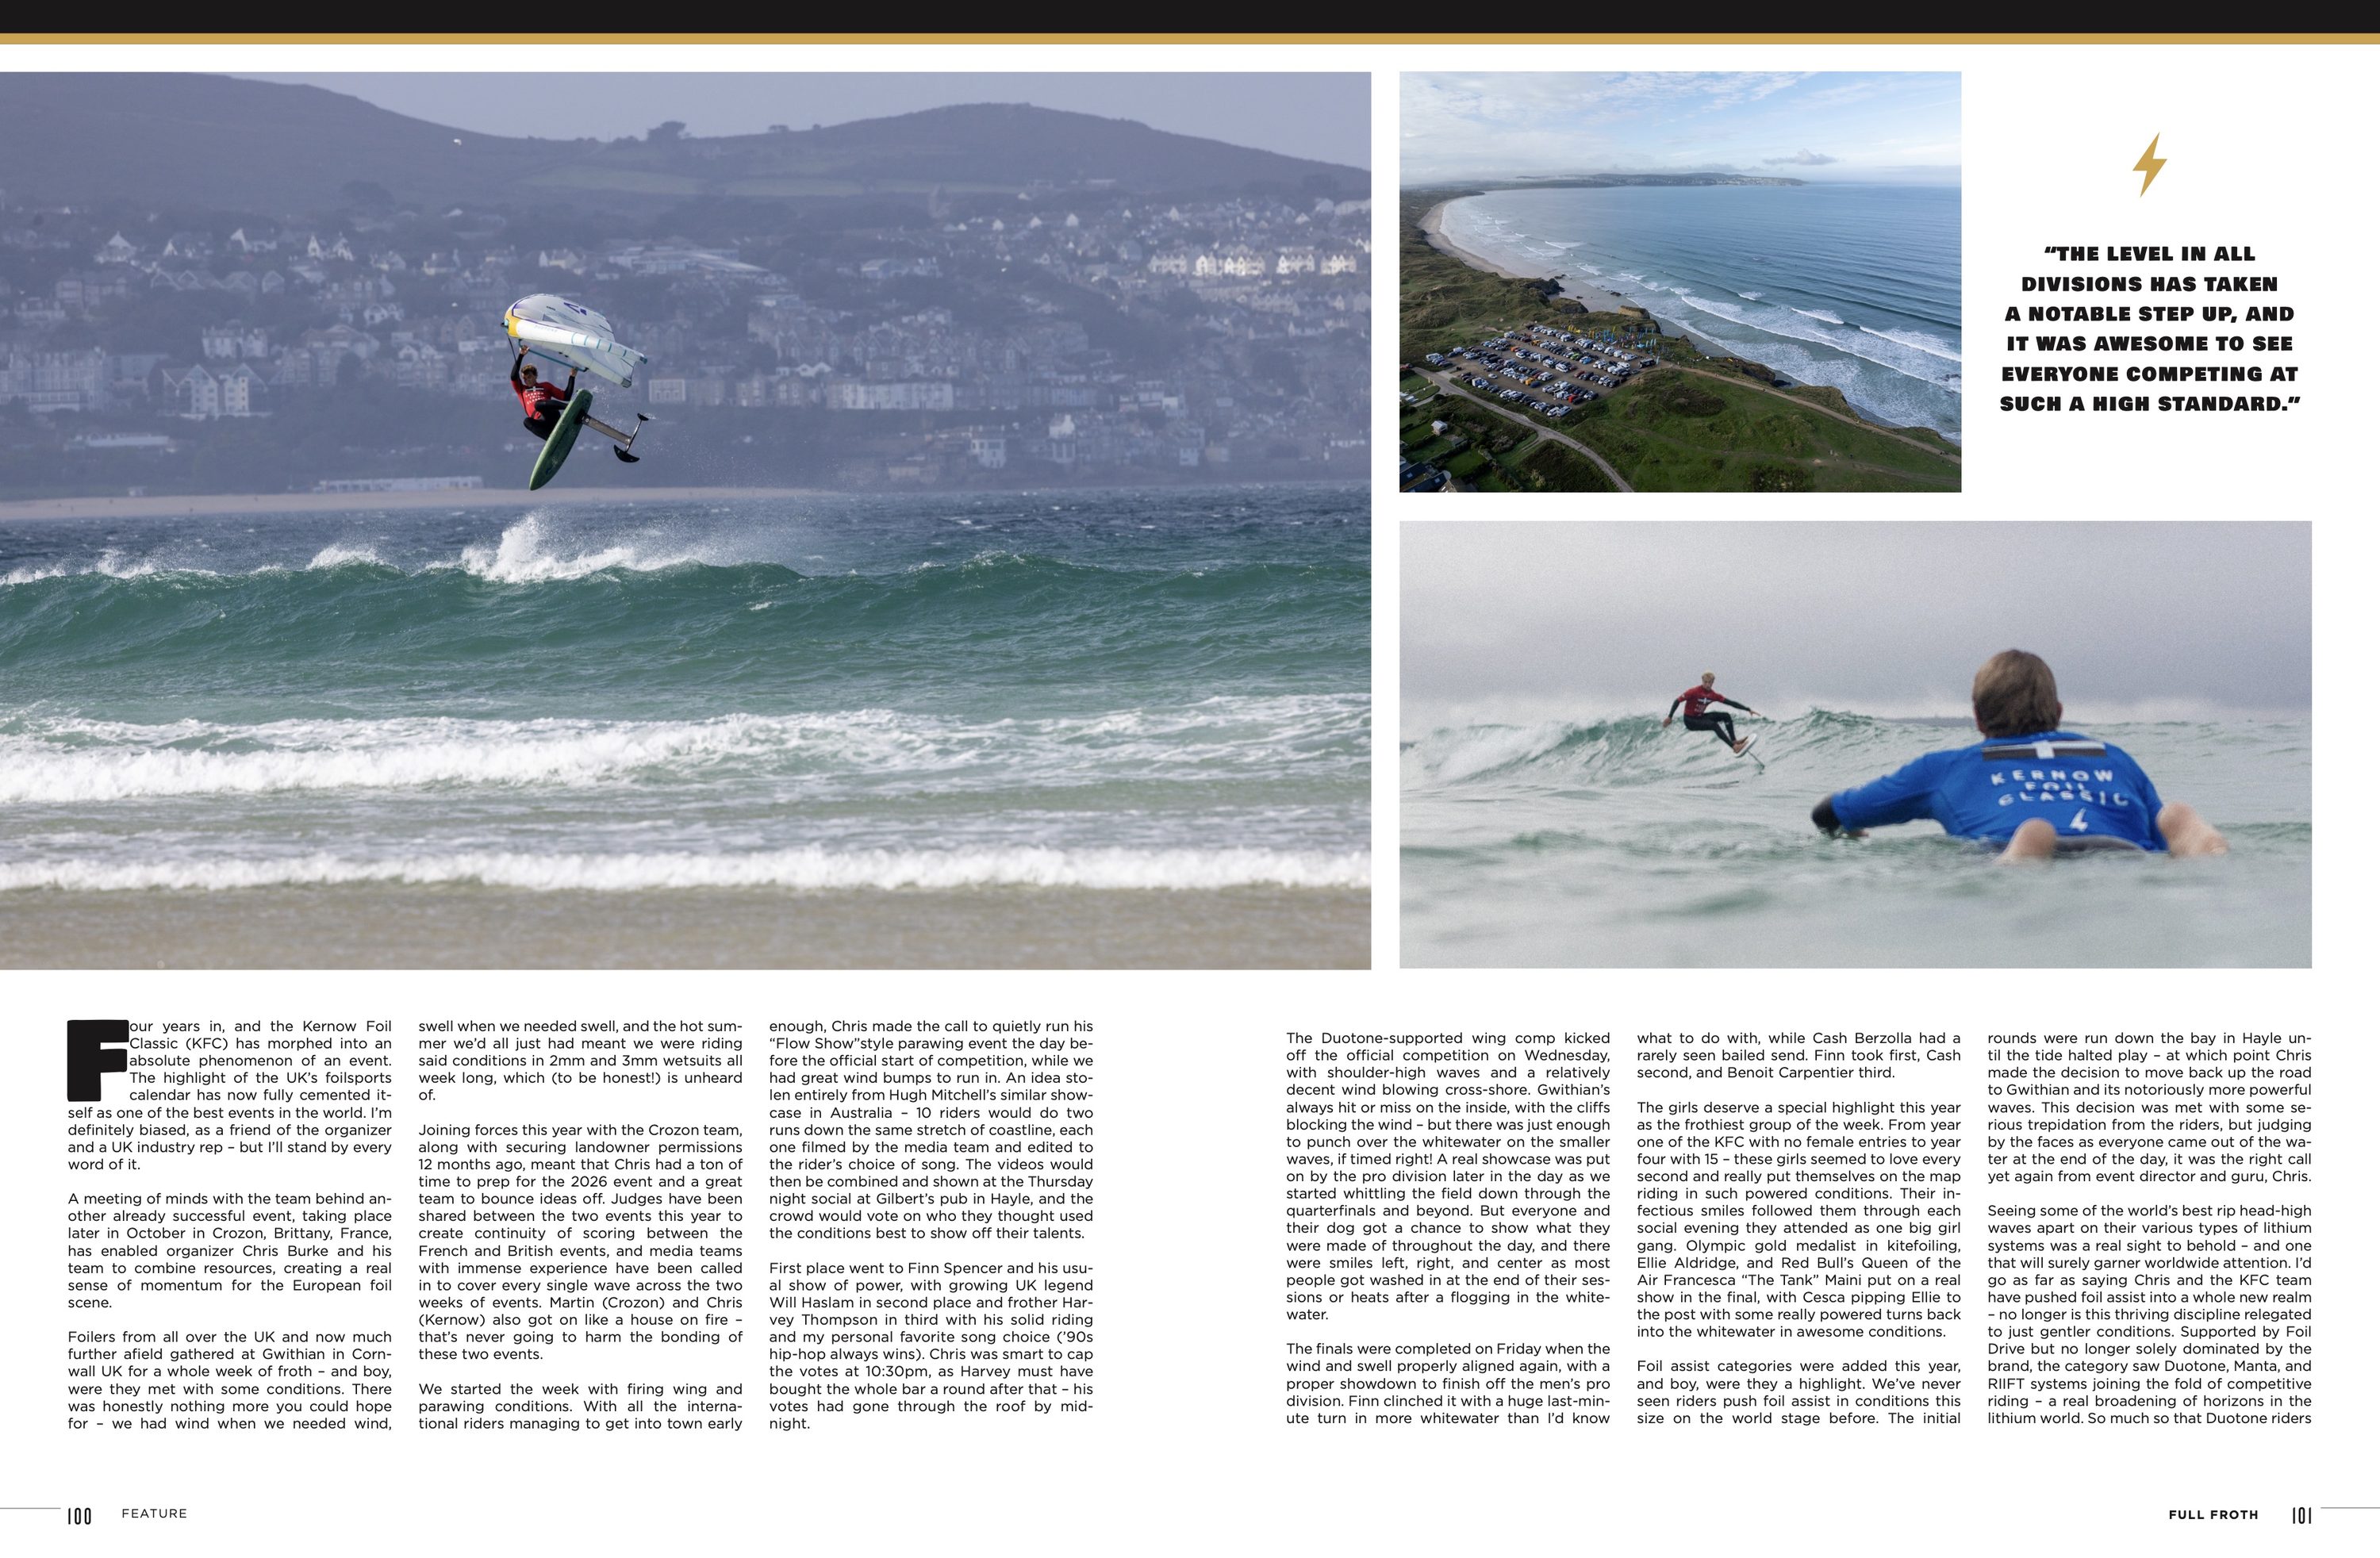 “THE LEVEL IN ALL
DIVISIONS HAS TAKEN
A NOTABLE STEP UP, AND
IT WAS AWESOME TO SEE
EVERYONE COMPETING AT
SUCH A HIGH STANDARD.”
KERNOW
FOIL
CLASSIC
4
Four years in, and the Kernow Foil
Classic (KFC) has morphed into an
absolute phenomenon of an event.
The highlight of the UK’s foilsports
calendar has now fully cemented it-
self as one of the best events in the world. I’m
definitely biased, as a friend of the organizer
and a UK industry rep – but I’ll stand by every
word of it.
A meeting of minds with the team behind an-
other already successful event, taking place
later in October in Crozon, Brittany, France,
has enabled organizer Chris Burke and his
team to combine resources, creating a real
sense of momentum for the European foil
scene.
Foilers from all over the UK and now much
further afield gathered at Gwithian in Corn-
wall UK for a whole week of froth – and boy,
were they met with some conditions. There
was honestly nothing more you could hope
for – we had wind when we needed wind,
swell when we needed swell, and the hot sum-
mer we’d all just had meant we were riding
said conditions in 2mm and 3mm wetsuits all
week long, which (to be honest!) is unheard
of.
Joining forces this year with the Crozon team,
along with securing landowner permissions
12 months ago, meant that Chris had a ton of
time to prep for the 2026 event and a great
team to bounce ideas off. Judges have been
shared between the two events this year to
create continuity of scoring between the
French and British events, and media teams
with immense experience have been called
in to cover every single wave across the two
weeks of events. Martin (Crozon) and Chris
(Kernow) also got on like a house on fire –
that’s never going to harm the bonding of
these two events.
We started the week with firing wing and
parawing conditions. With all the interna-
tional riders managing to get into town early
enough, Chris made the call to quietly run his
“Flow Show”style parawing event the day be-
fore the official start of competition, while we
had great wind bumps to run in. An idea sto-
len entirely from Hugh Mitchell’s similar show-
case in Australia – 10 riders would do two
runs down the same stretch of coastline, each
one filmed by the media team and edited to
the rider’s choice of song. The videos would
then be combined and shown at the Thursday
night social at Gilbert’s pub in Hayle, and the
crowd would vote on who they thought used
the conditions best to show off their talents.
First place went to Finn Spencer and his usu-
al show of power, with growing UK legend
Will Haslam in second place and frother Har-
vey Thompson in third with his solid riding
and my personal favorite song choice (’90s
hip-hop always wins). Chris was smart to cap
the votes at 10:30pm, as Harvey must have
bought the whole bar a round after that – his
votes had gone through the roof by mid-
night.
The Duotone-supported wing comp kicked
off the official competition on Wednesday,
with shoulder-high waves and a relatively
decent wind blowing cross-shore. Gwithian’s
always hit or miss on the inside, with the cliffs
blocking the wind – but there was just enough
to punch over the whitewater on the smaller
waves, if timed right! A real showcase was put
on by the pro division later in the day as we
started whittling the field down through the
quarterfinals and beyond. But everyone and
their dog got a chance to show what they
were made of throughout the day, and there
were smiles left, right, and center as most
people got washed in at the end of their ses-
sions or heats after a flogging in the white-
water.
The finals were completed on Friday when the
wind and swell properly aligned again, with a
proper showdown to finish off the men’s pro
division. Finn clinched it with a huge last-min-
ute turn in more whitewater than I’d know
what to do with, while Cash Berzolla had a
rarely seen bailed send. Finn took first, Cash
second, and Benoit Carpentier third.
The girls deserve a special highlight this year
as the frothiest group of the week. From year
one of the KFC with no female entries to year
four with 15 – these girls seemed to love every
second and really put themselves on the map
riding in such powered conditions. Their in-
fectious smiles followed them through each
social evening they attended as one big girl
gang. Olympic gold medalist in kitefoiling,
Ellie Aldridge, and Red Bull’s Queen of the
Air Francesca “The Tank” Maini put on a real
show in the final, with Cesca pipping Ellie to
the post with some really powered turns back
into the whitewater in awesome conditions.
Foil assist categories were added this year,
and boy, were they a highlight. We’ve never
seen riders push foil assist in conditions this
size on the world stage before. The initial
rounds were run down the bay in Hayle un-
til the tide halted play – at which point Chris
made the decision to move back up the road
to Gwithian and its notoriously more powerful
waves. This decision was met with some se-
rious trepidation from the riders, but judging
by the faces as everyone came out of the wa-
ter at the end of the day, it was the right call
yet again from event director and guru, Chris.
Seeing some of the world’s best rip head-high
waves apart on their various types of lithium
systems was a real sight to behold – and one
that will surely garner worldwide attention. I’d
go as far as saying Chris and the KFC team
have pushed foil assist into a whole new realm
– no longer is this thriving discipline relegated
to just gentler conditions. Supported by Foil
Drive but no longer solely dominated by the
brand, the category saw Duotone, Manta, and
RIIFT systems joining the fold of competitive
riding – a real broadening of horizons in the
lithium world. So much so that Duotone riders
100 FEATURE
FULL FROTH 101